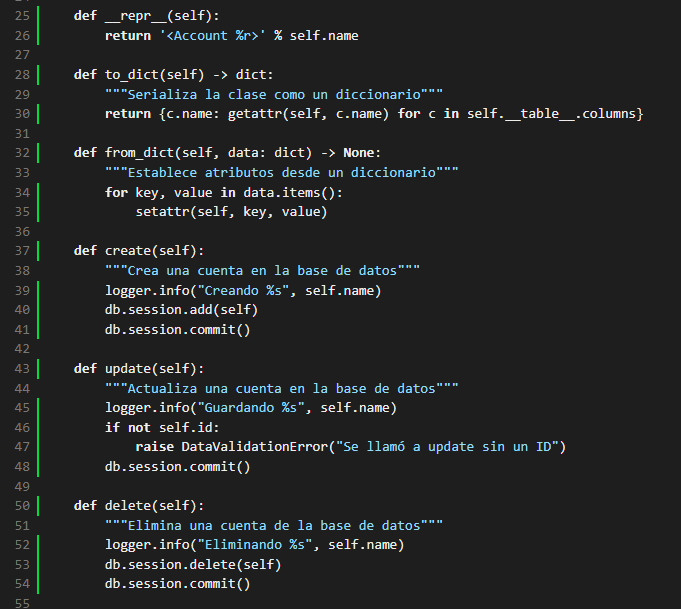 25 def __repr__(self):
26 return '<Account %r>' % self.name
27
28 def to_dict(self) -> dict:
29 """Serializa la clase como un diccionario"""
30 return {c.name: getattr(self, c.name) for c in self.__table__.columns}
31
32 def from_dict(self, data: dict) -> None:
33 """Establece atributos desde un diccionario"""
34 for key, value in data.items():
35 setattr(self, key, value)
36
37 def create(self):
38 """Crea una cuenta en la base de datos"""
39 logger.info("Creando %s", self.name)
40 db.session.add(self)
41 db.session.commit()
42
43 def update(self):
44 """Actualiza una cuenta en la base de datos"""
45 logger.info("Guardando %s", self.name)
46 if not self.id:
47 raise DataValidationError("Se llamó a update sin un ID")
48 db.session.commit()
49
50 def delete(self):
51 """Elimina una cuenta de la base de datos"""
52 logger.info("Eliminando %s", self.name)
53 db.session.delete(self)
54 db.session.commit()
55